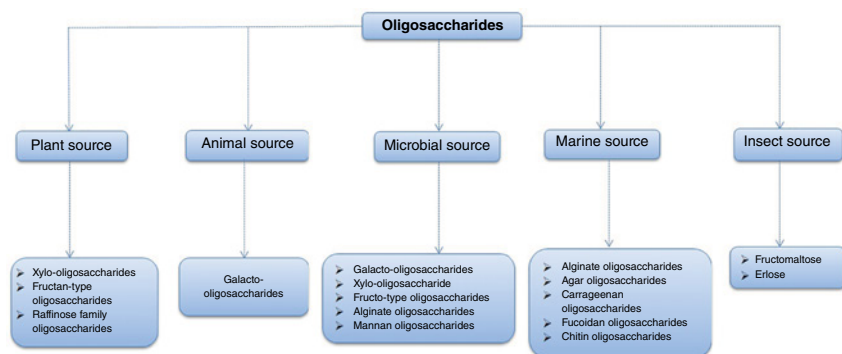 Oligosaccharides
Plant source
Animal source
Microbial source
Marine source
Insect source
➢ Xylo-oligosaccharides
➢ Fructan-type
oligosaccharides
➢ Raffinose family
oligosaccharides
Galacto-
oligosaccharides
➢ Galacto-oligosaccharides
➢ Xylo-oligosaccharide
➢ Fructo-type oligosaccharides
➢ Alginate oligosaccharides
➢ Mannan oligosaccharides
➢ Alginate oligosaccharides
➢ Agar oligosaccharides
➢ Carrageenan
oligosaccharides
➢ Fucoidan oligosaccharides
➢ Chitin oligosaccharides
➢ Fructomaltose
➢ Erlose